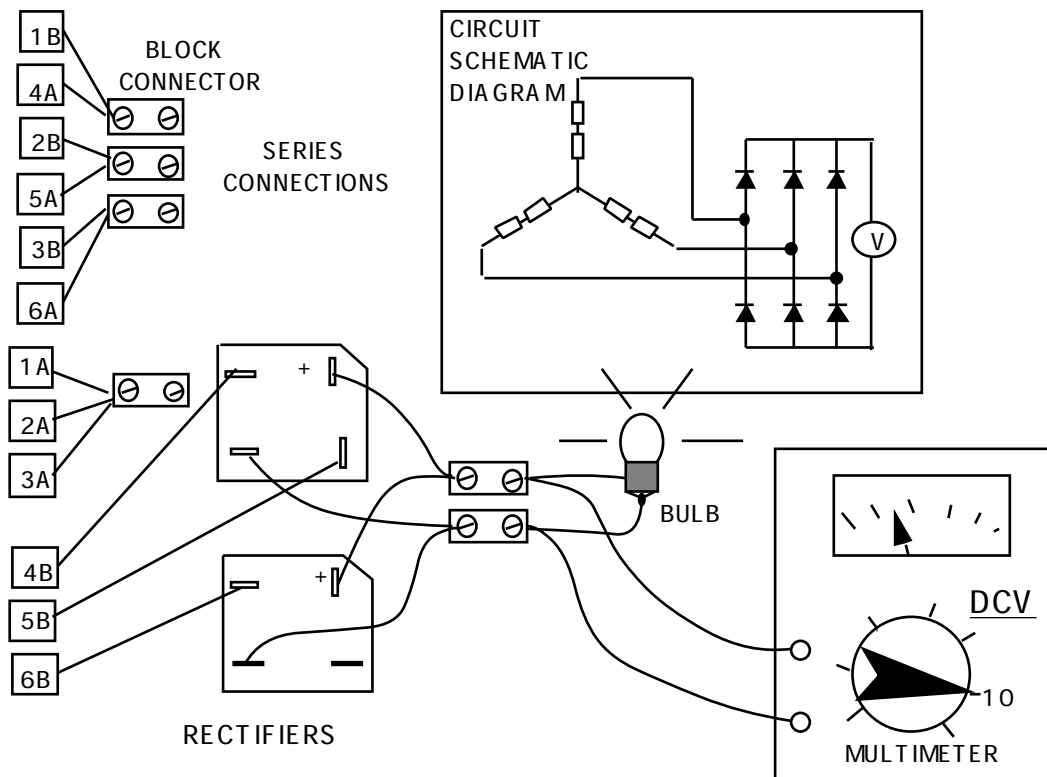 1B
4A
2B
5A
3B
6A
BLOCK
CONNECTOR
SERIES
CONNECTIONS
CIRCUIT
SCHEMATIC
DIAGRAM
V
1A
2A
3A
+
4B
5B
6B
+
RECTIFIERS
BULB
DCV
10
MULTIMETER